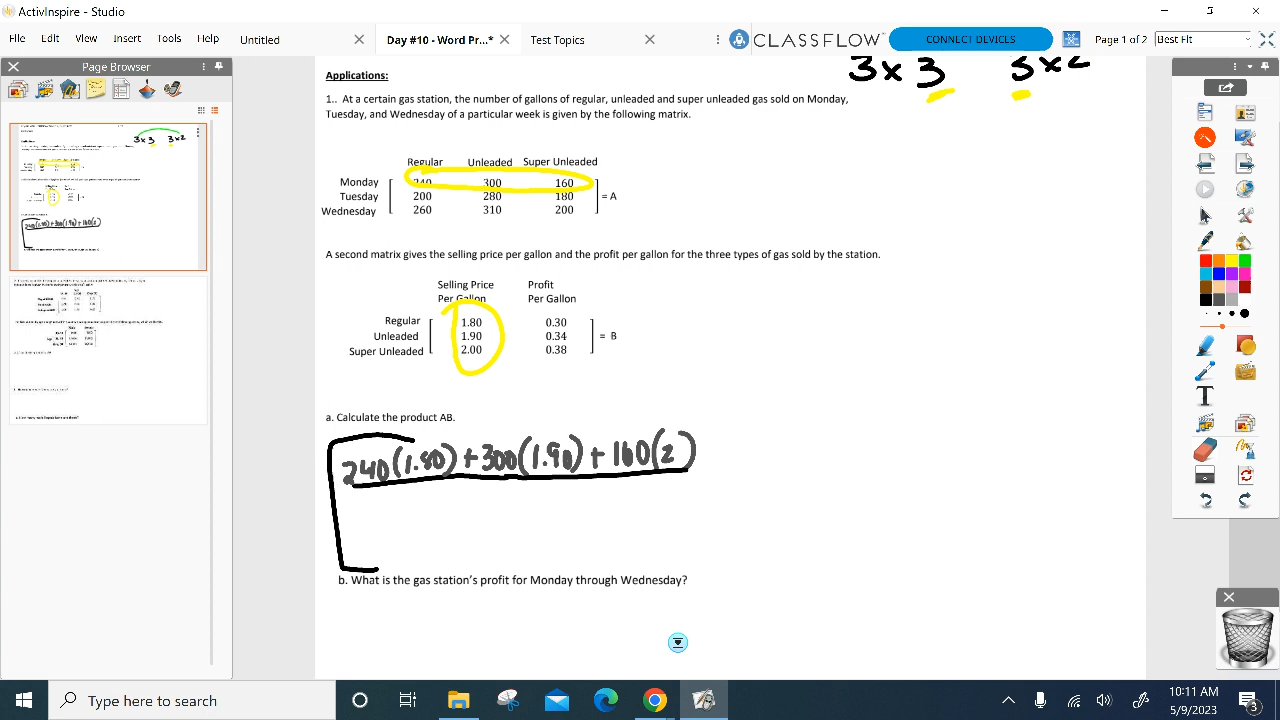 ActivInspire - Studio
File Edit View Insert Tools Help Untitled Day #10 - Word Pr...* Test Topics CLASSFLOW CONNECT DEVICES Page 1 of 2 Best Fit
Page Browser
3x3 3x2
Applications:
1.. At a certain gas station, the number of gallons of regular, unleaded and super unleaded gas sold on Monday,
Tuesday, and Wednesday of a particular week is given by the following matrix.
Regular Unleaded Super Unleaded
Monday 240 300 160
Tuesday 200 280 180 = A
Wednesday 260 310 200
A second matrix gives the selling price per gallon and the profit per gallon for the three types of gas sold by the station.
Selling Price Profit
Per Gallon Per Gallon
Regular 1.80 0.30
Unleaded 1.90 0.34 = B
Super Unleaded 2.00 0.38
a. Calculate the product AB.
240(1.80)+300(1.90)+160(2)
b. What is the gas station's profit for Monday through Wednesday?
Type here to search
10:11 AM
5/9/2023
3